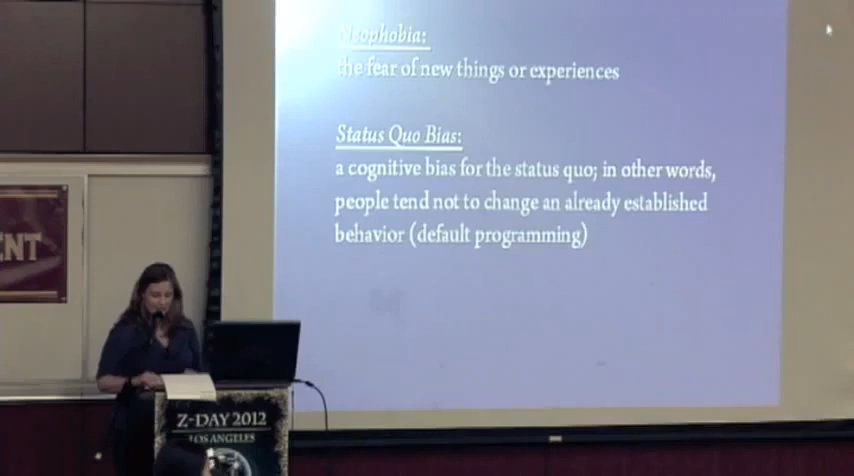 Neophobia:
the fear of new things or experiences
Status Quo Bias:
a cognitive bias for the status quo; in other words,
people tend not to change an already established
behavior (default programming)
ENT
Z-DAY 2012
LOS ANGELES